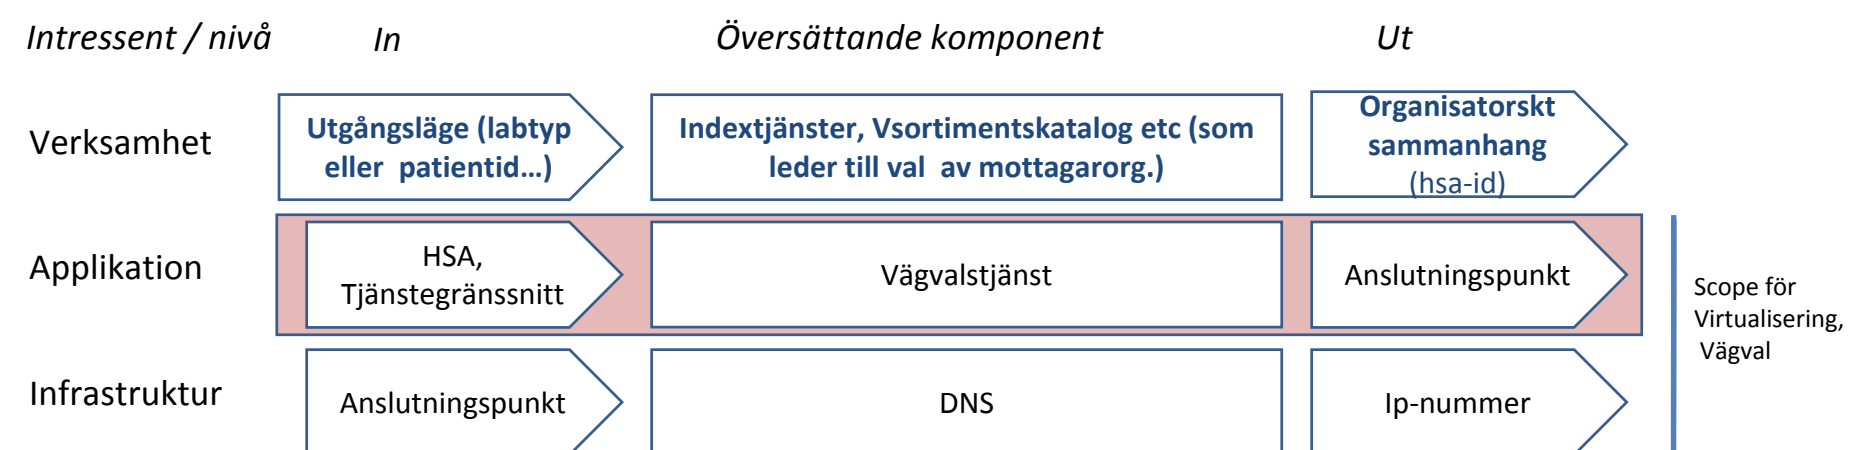 Intressent / nivå
In
Översättande komponent
Ut
Verksamhet
Utgångsläge (labtyp
eller patientid...)
Indextjänster, Vsortimentskatalog etc (som
leder till val av mottagarorg.)
Organisatorskt
sammanhang
(hsa-id)
Applikation
HSA,
Tjänstegränssnitt
Vägvalstjänst
Anslutningspunkt
Scope för
Virtualisering,
Vägval
Infrastruktur
Anslutningspunkt
DNS
Ip-nummer